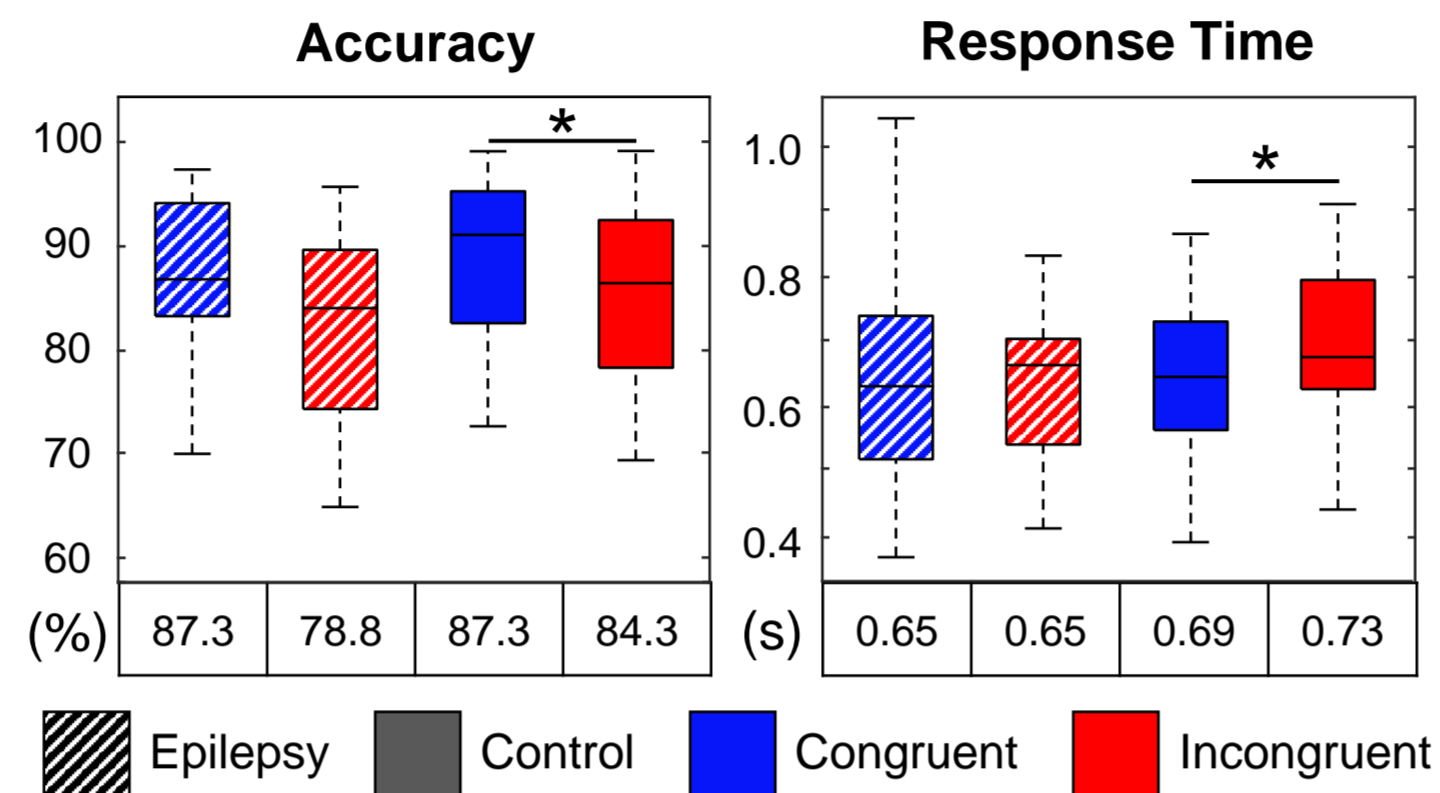 Accuracy
100
90
80
70
60
*
(%) 87.3 78.8 87.3 84.3
Response Time
1.0
0.8
0.6
0.4
*
(s) 0.65 0.65 0.69 0.73
Epilepsy Control Congruent Incongruent